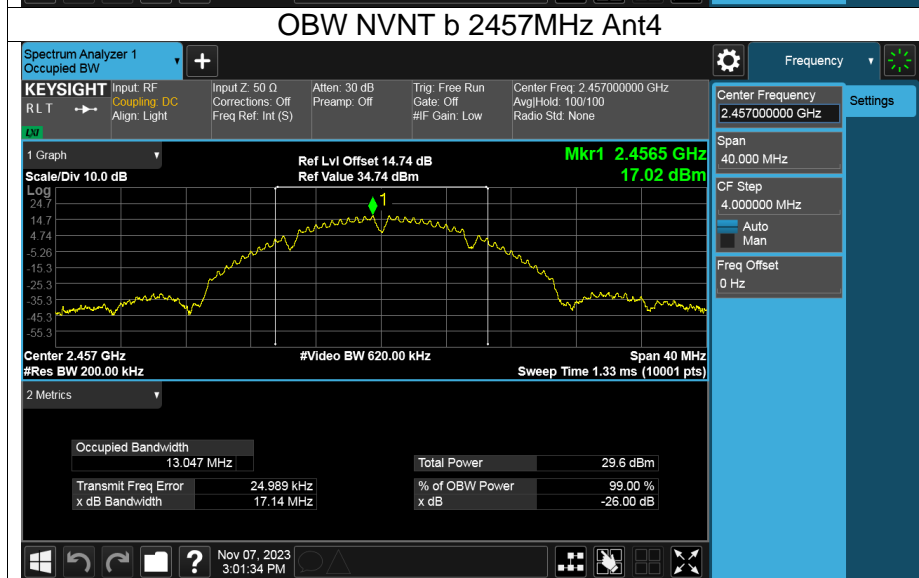 OBW NVNT b 2457MHz Ant4
Spectrum Analyzer 1
Occupied BW
+
Frequency
KEYSIGHT
R L T
LXI
Input: RF
Coupling: DC
Align: Light
Input Z: 50 Ω
Corrections: Off
Freq Ref: Int (S)
Atten: 30 dB
Preamp: Off
Trig: Free Run
Gate: Off
#IF Gain: Low
Center Freq: 2.457000000 GHz
Avg|Hold: 100/100
Radio Std: None
Center Frequency
2.457000000 GHz
Settings
Span
40.000 MHz
CF Step
4.000000 MHz
Auto
Man
Freq Offset
0 Hz
1 Graph
Scale/Div 10.0 dB
Ref Lvl Offset 14.74 dB
Ref Value 34.74 dBm
Mkr1 2.4565 GHz
17.02 dBm
Log
24.7
14.7
4.74
-5.26
-15.3
-25.3
-35.3
-45.3
-55.3
1
Center 2.457 GHz
#Res BW 200.00 kHz
#Video BW 620.00 kHz
Span 40 MHz
Sweep Time 1.33 ms (10001 pts)
2 Metrics
Occupied Bandwidth
13.047 MHz
Total Power 29.6 dBm
Transmit Freq Error 24.989 kHz
% of OBW Power 99.00 %
x dB Bandwidth 17.14 MHz
x dB -26.00 dB
?
Nov 07, 2023
3:01:34 PM